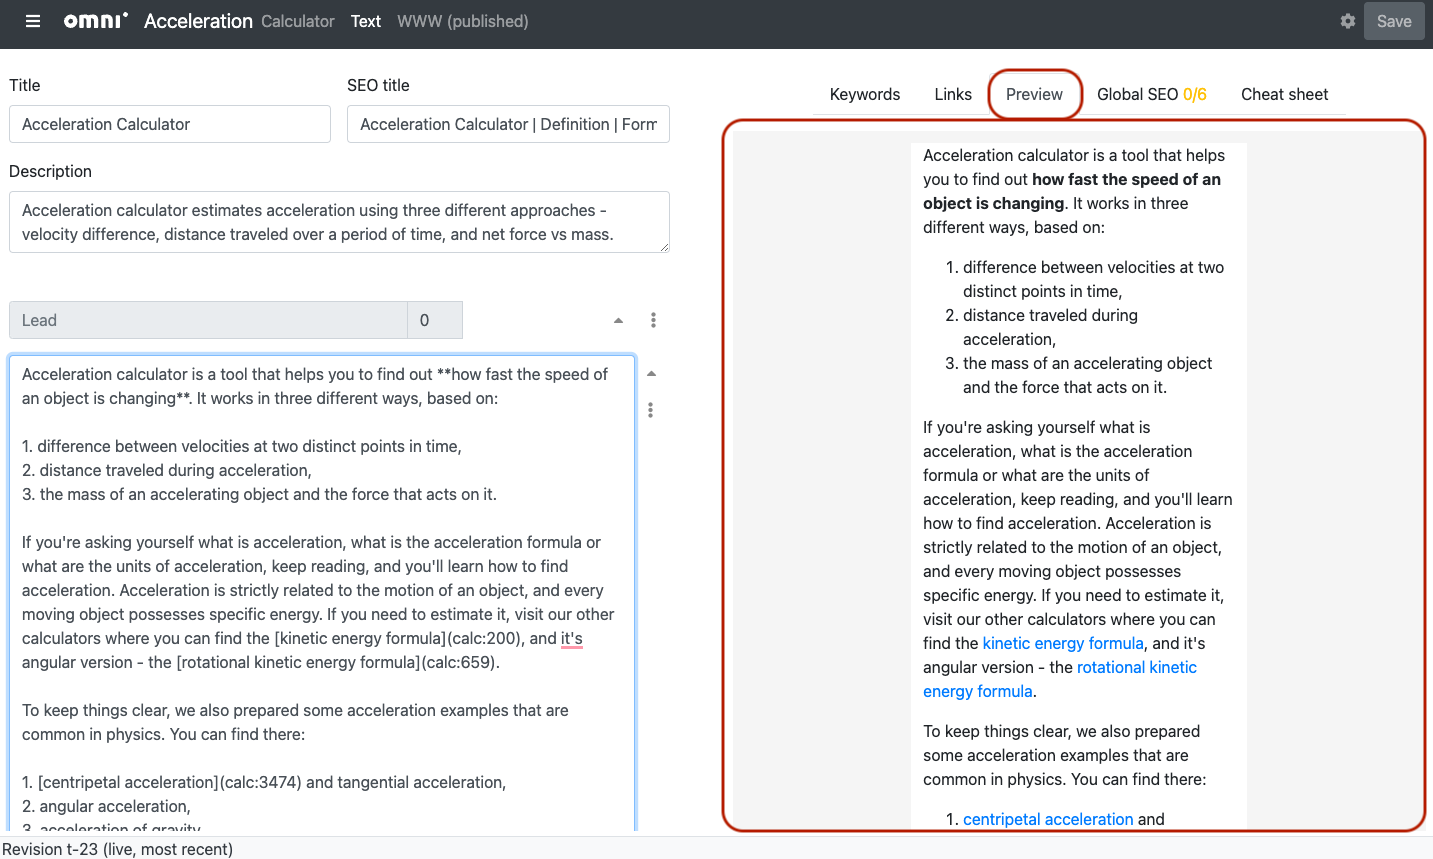 omni Acceleration Calculator Text WWW (published) Save
Title
SEO title
Acceleration Calculator
Acceleration Calculator | Definition | Form
Description
Acceleration calculator estimates acceleration using three different approaches -
velocity difference, distance traveled over a period of time, and net force vs mass.
Lead 0
Acceleration calculator is a tool that helps you to find out **how fast the speed of
an object is changing**. It works in three different ways, based on:
1. difference between velocities at two distinct points in time,
2. distance traveled during acceleration,
3. the mass of an accelerating object and the force that acts on it.
If you're asking yourself what is acceleration, what is the acceleration formula or
what are the units of acceleration, keep reading, and you'll learn how to find
acceleration. Acceleration is strictly related to the motion of an object, and every
moving object possesses specific energy. If you need to estimate it, visit our other
calculators where you can find the [kinetic energy formula](calc:200), and it's
angular version - the [rotational kinetic energy formula](calc:659).
To keep things clear, we also prepared some acceleration examples that are
common in physics. You can find there:
1. [centripetal acceleration](calc:3474) and tangential acceleration,
2. angular acceleration,
3. acceleration of gravity
Keywords Links Preview Global SEO 0/6 Cheat sheet
Acceleration calculator is a tool that helps
you to find out how fast the speed of an
object is changing. It works in three
different ways, based on:
1. difference between velocities at two
distinct points in time,
2. distance traveled during
acceleration,
3. the mass of an accelerating object
and the force that acts on it.
If you're asking yourself what is
acceleration, what is the acceleration
formula or what are the units of
acceleration, keep reading, and you'll learn
how to find acceleration. Acceleration is
strictly related to the motion of an object,
and every moving object possesses
specific energy. If you need to estimate it,
visit our other calculators where you can
find the kinetic energy formula, and it's
angular version - the rotational kinetic
energy formula.
To keep things clear, we also prepared
some acceleration examples that are
common in physics. You can find there:
1. centripetal acceleration and
Revision t-23 (live, most recent)